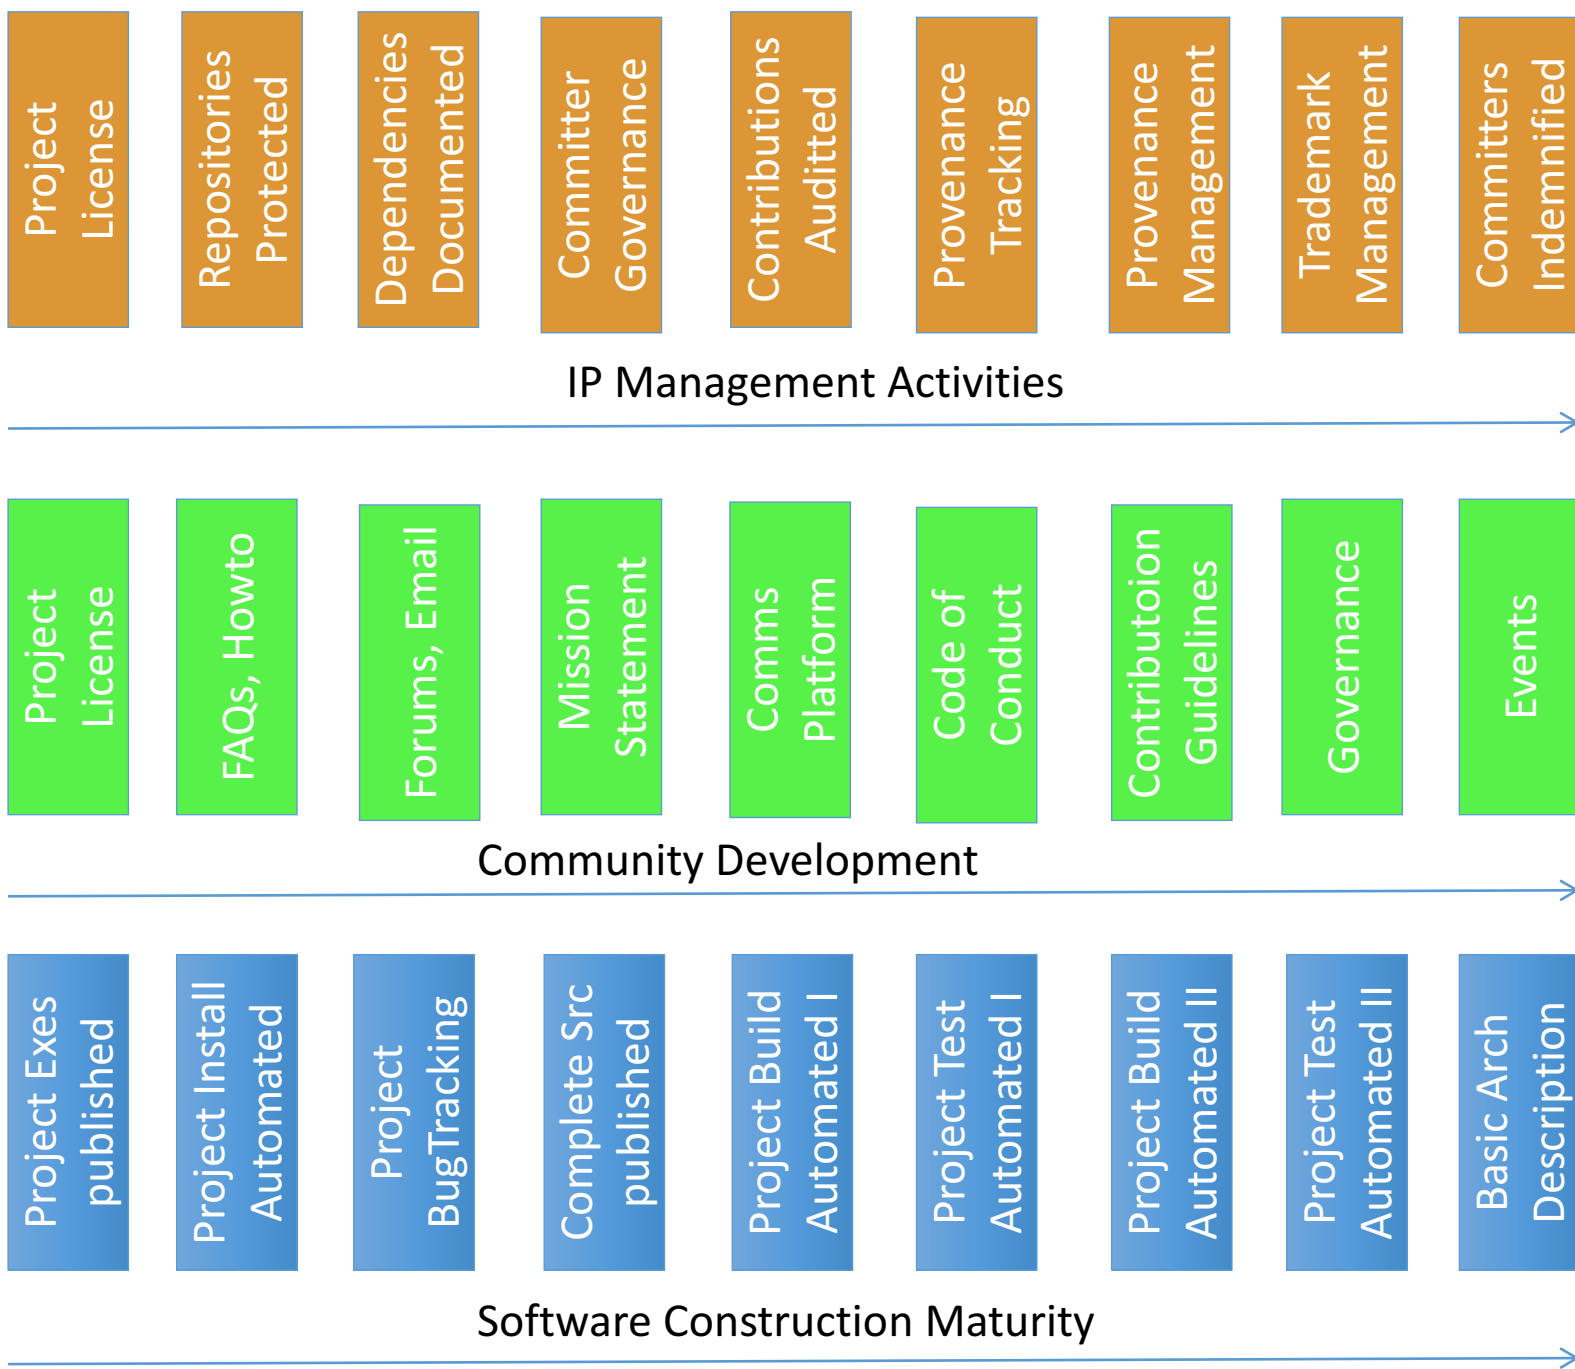 Project
License
Repositories
Protected
Dependencies
Documented
Committer
Governance
Contributions
Auditted
Provenance
Tracking
Provenance
Management
Trademark
Management
Committers
Indemnified
IP Management Activities
Project
License
FAQs, Howto
Forums, Email
Mission
Statement
Comms
Platform
Code of
Conduct
Contributoion
Guidelines
Governance
Events
Community Development
Project Exes
published
Project Install
Automated
Project
BugTracking
Complete Src
published
Project Build
Automated I
Project Test
Automated I
Project Build
Automated II
Project Test
Automated II
Basic Arch
Description
Software Construction Maturity